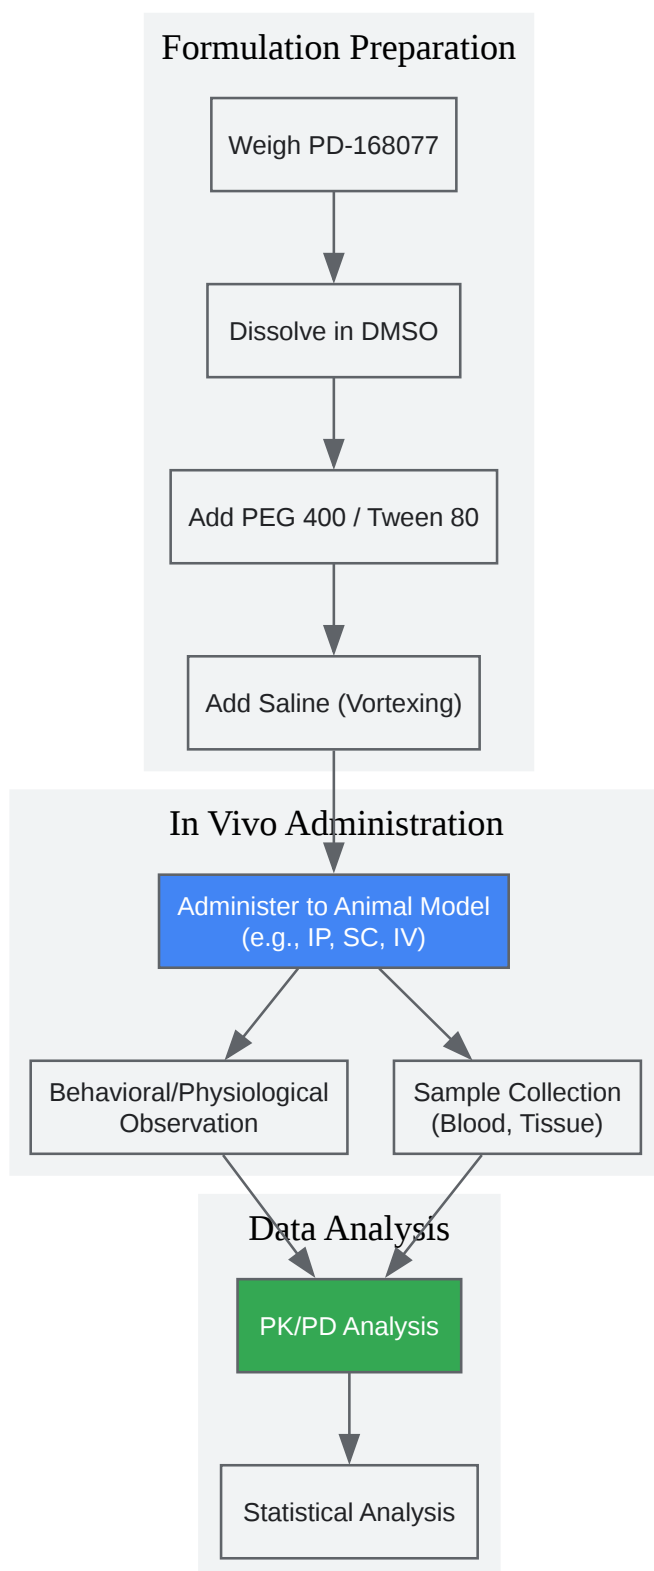 Formulation Preparation
Weigh PD-168077
Dissolve in DMSO
Add PEG 400 / Tween 80
Add Saline (Vortexing)
In Vivo Administration
Administer to Animal Model
(e.g., IP, SC, IV)
Behavioral/Physiological
Observation
Sample Collection
(Blood, Tissue)
Data Analysis
PK/PD Analysis
Statistical Analysis